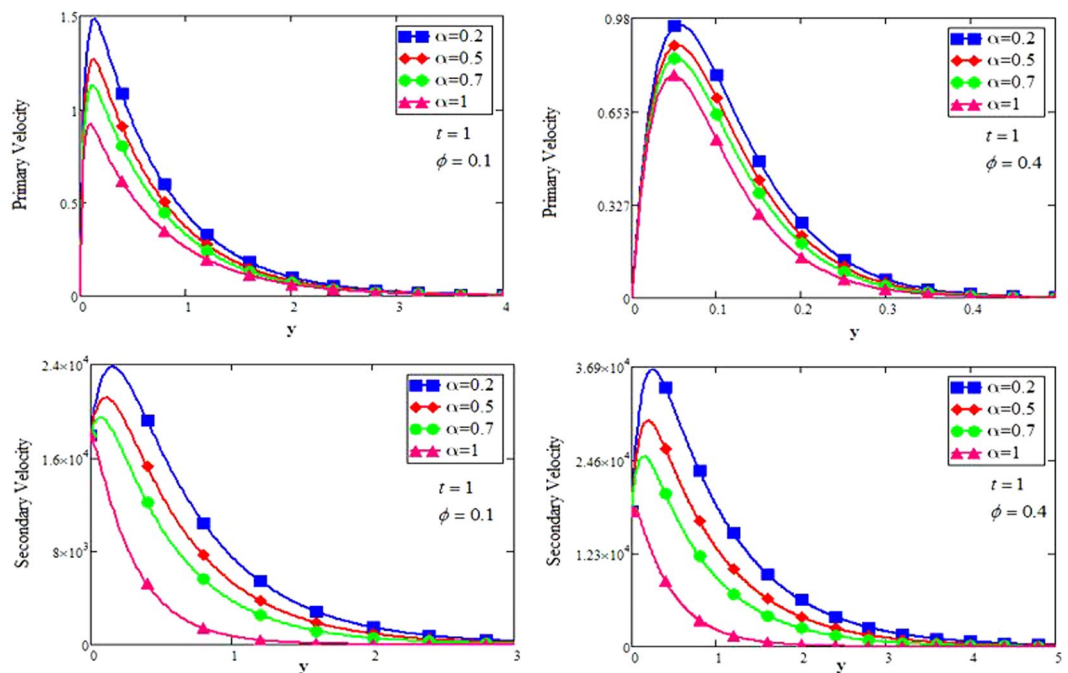 1.5
1
0.5
0
Primary Velocity
α=0.2
α=0.5
α=0.7
α=1
t = 1
ϕ = 0.1
0 1 2 3 4
y
0.98
0.653
0.327
0
Primary Velocity
α=0.2
α=0.5
α=0.7
α=1
t = 1
ϕ = 0.4
0 0.1 0.2 0.3 0.4
y
2.4×10⁴
1.6×10⁴
8×10³
0
Secondary Velocity
α=0.2
α=0.5
α=0.7
α=1
t = 1
ϕ = 0.1
0 1 2 3
y
3.69×10⁴
2.46×10⁴
1.23×10⁴
0
Secondary Velocity
α=0.2
α=0.5
α=0.7
α=1
t = 1
ϕ = 0.4
0 1 2 3 4 5
y